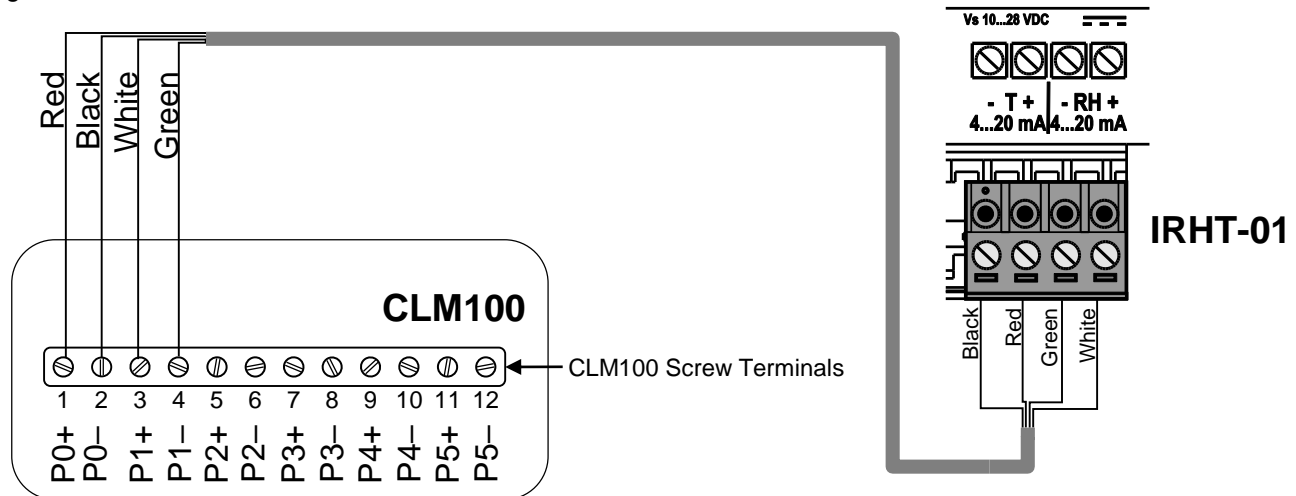 Vs 10...28 VDC
- T + - RH +
4...20 mA 4...20 mA
Red
Black
White
Green
IRHT-01
CLM100
Black
Red
Green
White
CLM100 Screw Terminals
1 2 3 4 5 6 7 8 9 10 11 12
P0+
P0–
P1+
P1–
P2+
P2–
P3+
P3–
P4+
P4–
P5+
P5–